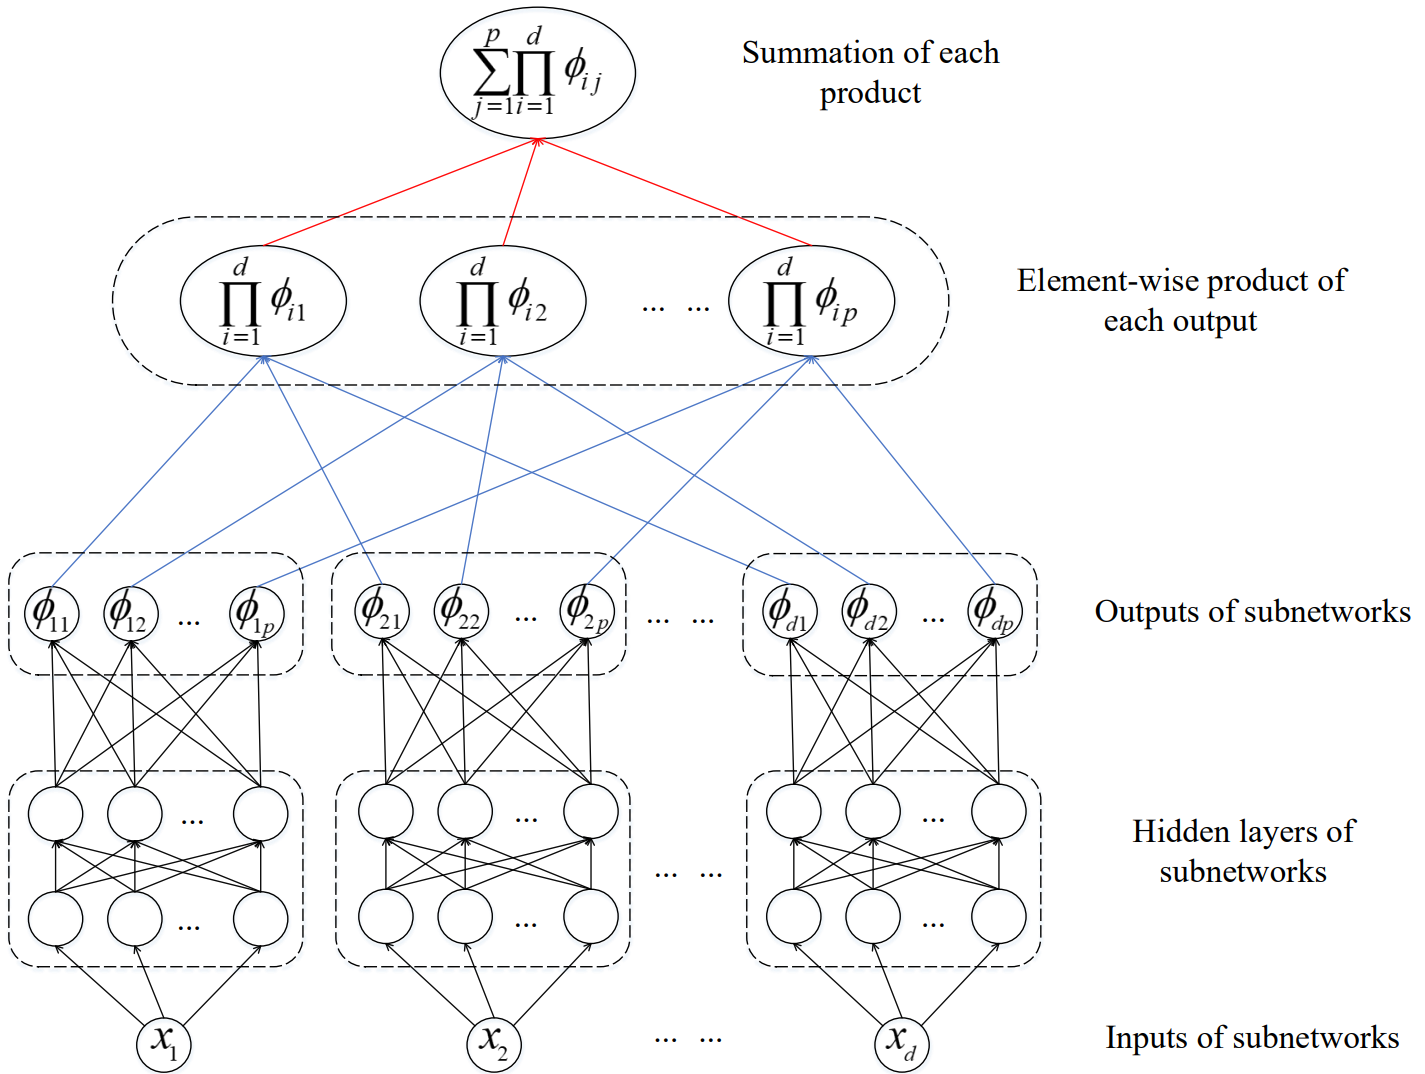 $\sum_{j=1}^{p}\prod_{i=1}^{d}\phi_{ij}$
Summation of each
product
$\prod_{i=1}^{d}\phi_{i1}$ $\prod_{i=1}^{d}\phi_{i2}$ ... ... $\prod_{i=1}^{d}\phi_{ip}$
Element-wise product of
each output
$\phi_{11}$ $\phi_{12}$ ... $\phi_{1p}$ $\phi_{21}$ $\phi_{22}$ ... $\phi_{2p}$ ... ... $\phi_{d1}$ $\phi_{d2}$ ... $\phi_{dp}$
Outputs of subnetworks
... ... ...
Hidden layers of
subnetworks
... ...
... ... ...
$x_1$ $x_2$ ... ... $x_d$
Inputs of subnetworks